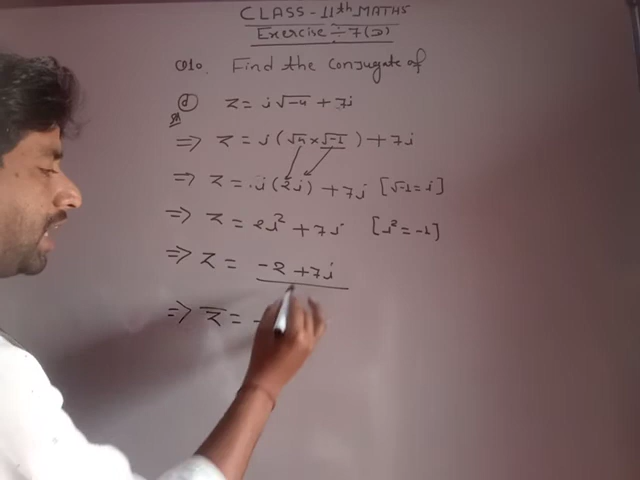 CLASS-11th MATHS
Exercise ÷ 7(D)
Q10. Find the Conjugate of
(d) z = i√-4 + 7i
Sol
⇒ z = i(√4 × √-1) + 7i
⇒ z = i(2i) + 7i [√-1 = i]
⇒ z = 2i² + 7i [i² = -1]
⇒ z = -2 + 7i
⇒ z̅ = -